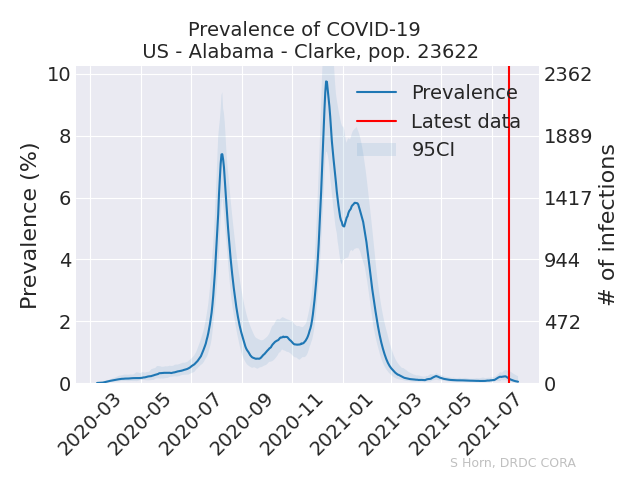 Prevalence of COVID-19
US - Alabama - Clarke, pop. 23622
Prevalence (%)
10
8
6
4
2
0
Prevalence
Latest data
95CI
2362
1889
1417
944
472
0
# of infections
2020-03
2020-05
2020-07
2020-09
2020-11
2021-01
2021-03
2021-05
2021-07
S Horn, DRDC CORA